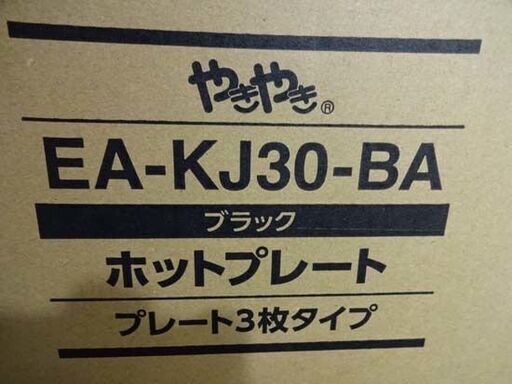 やきやき®
EA-KJ30-BA
ブラック
ホットプレート
プレート3枚タイプ